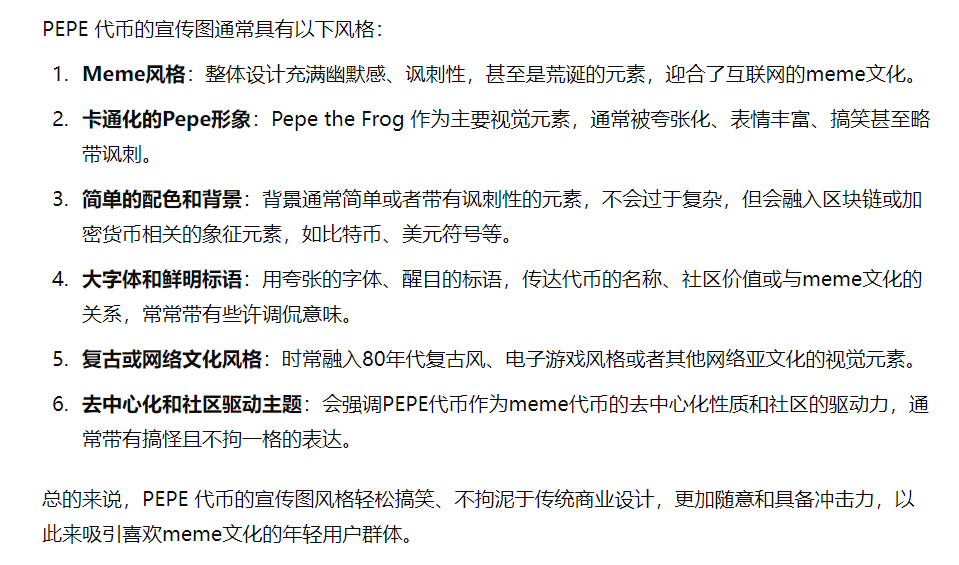 PEPE 代币的宣传图通常具有以下风格：
1. Meme风格：整体设计充满幽默感、讽刺性，甚至是荒诞的元素，迎合了互联网的meme文化。
2. 卡通化的Pepe形象：Pepe the Frog 作为主要视觉元素，通常被夸张化、表情丰富、搞笑甚至略
带讽刺。
3. 简单的配色和背景：背景通常简单或者带有讽刺性的元素，不会过于复杂，但会融入区块链或加
密货币相关的象征元素，如比特币、美元符号等。
4. 大字体和鲜明标语：用夸张的字体、醒目的标语，传达代币的名称、社区价值或与meme文化的
关系，常常带有些许调侃意味。
5. 复古或网络文化风格：时常融入80年代复古风、电子游戏风格或者其他网络亚文化的视觉元素。
6. 去中心化和社区驱动主题：会强调PEPE代币作为meme代币的去中心化性质和社区的驱动力，通
常带有搞怪且不拘一格的表达。
总的来说，PEPE 代币的宣传图风格轻松搞笑、不拘泥于传统商业设计，更加随意和具备冲击力，以
此来吸引喜欢meme文化的年轻用户群体。